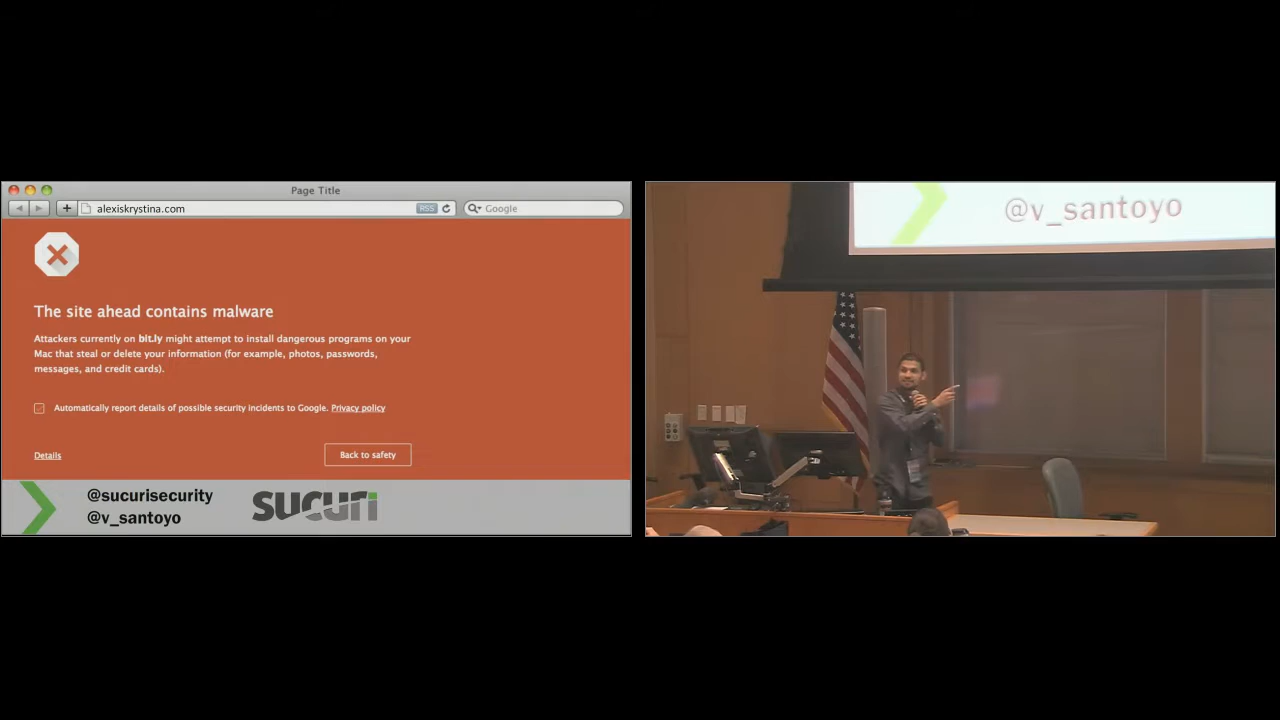 Page Title
alexiskrystina.com
RSS
Google
The site ahead contains malware
Attackers currently on bit.ly might attempt to install dangerous programs on your
Mac that steal or delete your information (for example, photos, passwords,
messages, and credit cards).
Automatically report details of possible security incidents to Google. Privacy policy
Details
Back to safety
@sucurisecurity
@v_santoyo
sucuri
@v_santoyo